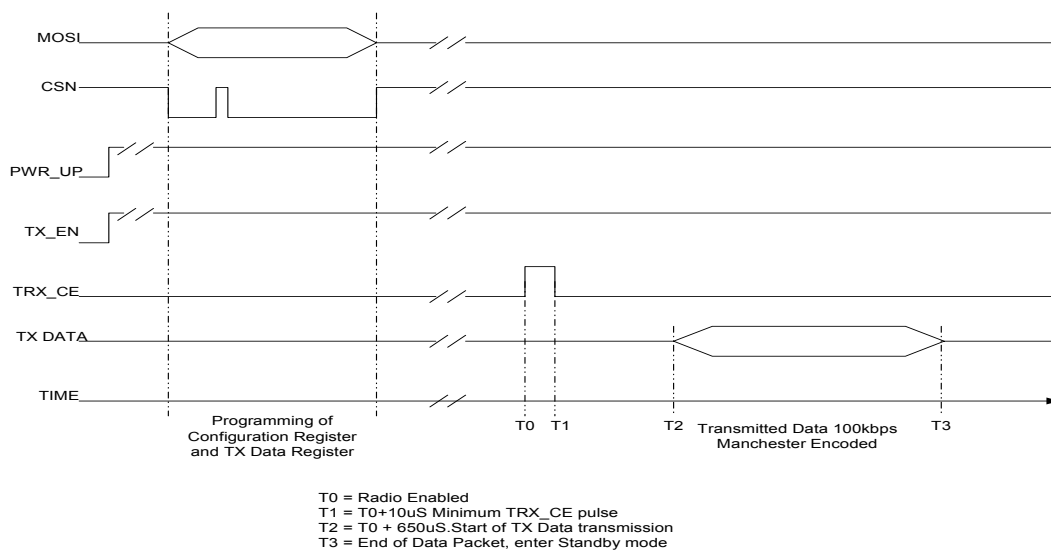 MOSI
CSN
PWR_UP
TX_EN
TRX_CE
TX DATA
TIME
Programming of
Configuration Register
and TX Data Register
T0
T1
T2
Transmitted Data 100kbps
Manchester Encoded
T3
T0 = Radio Enabled
T1 = T0+10uS Minimum TRX_CE pulse
T2 = T0 + 650uS.Start of TX Data transmission
T3 = End of Data Packet, enter Standby mode